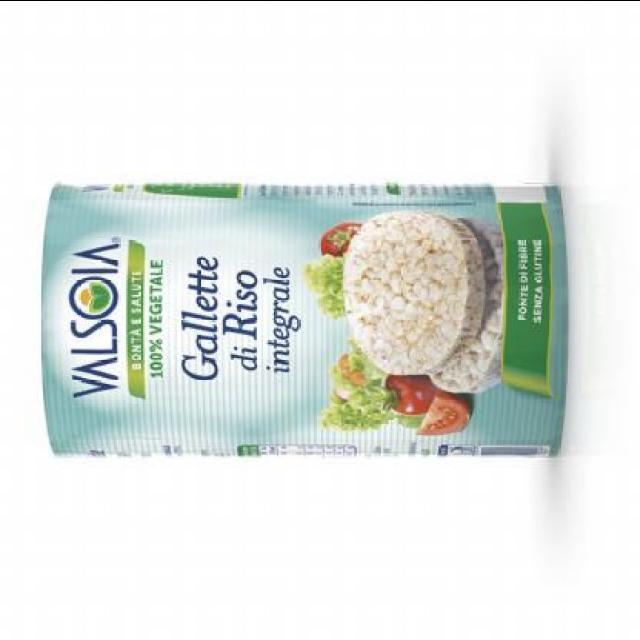 VALSOIA®
BONTÀ E SALUTE
100% VEGETALE
Gallette
di Riso
integrale
FONTE DI FIBRE
SENZA GLUTINE